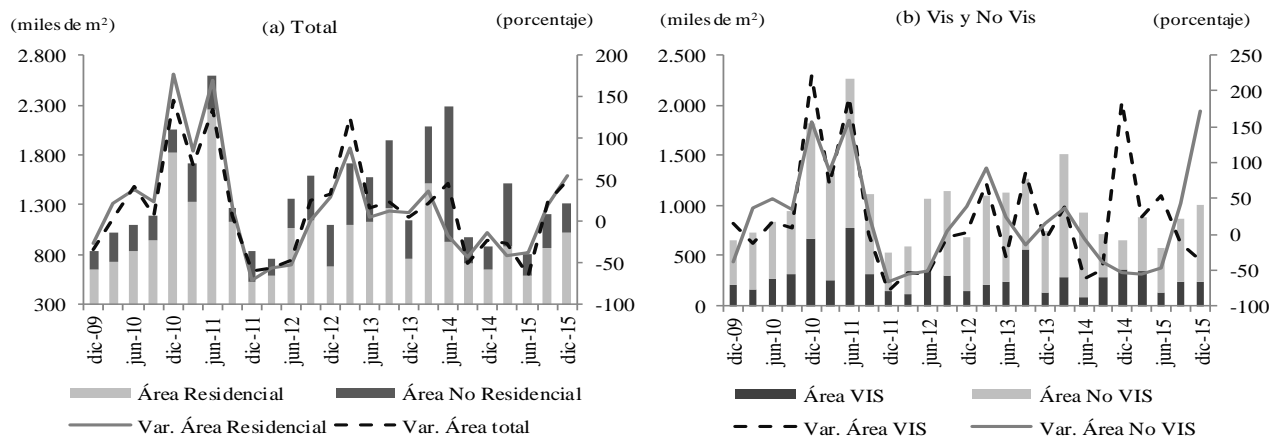 (miles de m²) (a) Total (porcentaje)
2.800
2.300
1.800
1.300
800
300
200
150
100
50
0
-50
-100
dic-09
jun-10
dic-10
jun-11
dic-11
jun-12
dic-12
jun-13
dic-13
jun-14
dic-14
jun-15
dic-15
Área Residencial
Área No Residencial
Var. Área Residencial
Var. Área total
(miles de m²) (b) Vis y No Vis (porcentaje)
2.500
2.000
1.500
1.000
500
0
250
200
150
100
50
0
-50
-100
dic-09
jun-10
dic-10
jun-11
dic-11
jun-12
dic-12
jun-13
dic-13
jun-14
dic-14
jun-15
dic-15
Área VIS
Área No VIS
Var. Área VIS
Var. Área No VIS